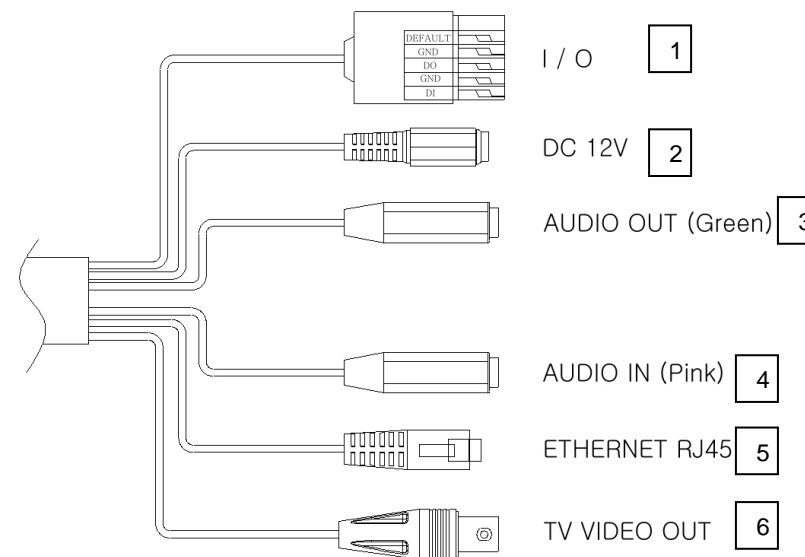 DEFAULT
GND
DO
GND
DI
I / O 1
DC 12V 2
AUDIO OUT (Green) 3
AUDIO IN (Pink) 4
ETHERNET RJ45 5
TV VIDEO OUT 6